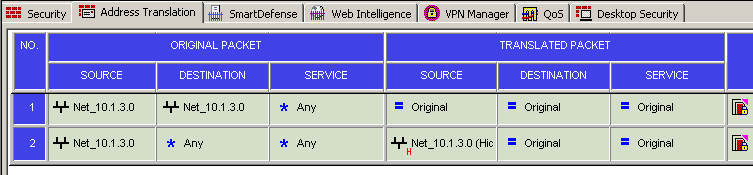 Security Address Translation SmartDefense Web Intelligence VPN Manager QoS Desktop Security
NO. ORIGINAL PACKET TRANSLATED PACKET
SOURCE DESTINATION SERVICE SOURCE DESTINATION SERVICE
1 Net_10.1.3.0 Net_10.1.3.0 * Any = Original = Original = Original
2 Net_10.1.3.0 * Any * Any H Net_10.1.3.0 (Hic = Original = Original